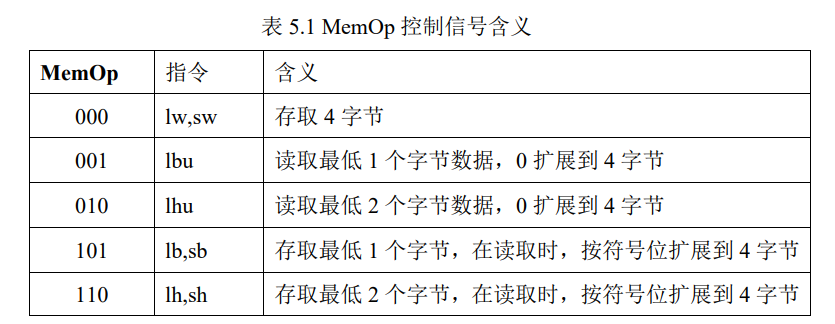 表 5.1 MemOp 控制信号含义
MemOp 指令 含义
000 lw,sw 存取 4 字节
001 lbu 读取最低 1 个字节数据，0 扩展到 4 字节
010 lhu 读取最低 2 个字节数据，0 扩展到 4 字节
101 lb,sb 存取最低 1 个字节，在读取时，按符号位扩展到 4 字节
110 lh,sh 存取最低 2 个字节，在读取时，按符号位扩展到 4 字节